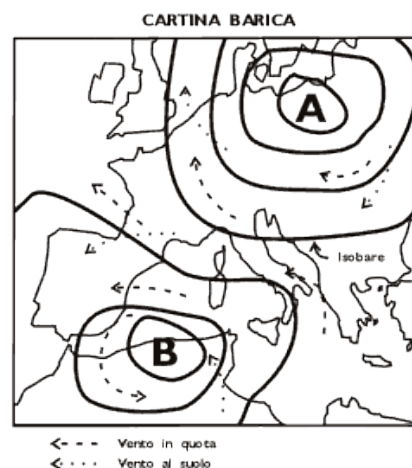 CARTINA BARICA
A
Isobare
B
Vento in quota
Vento al suolo